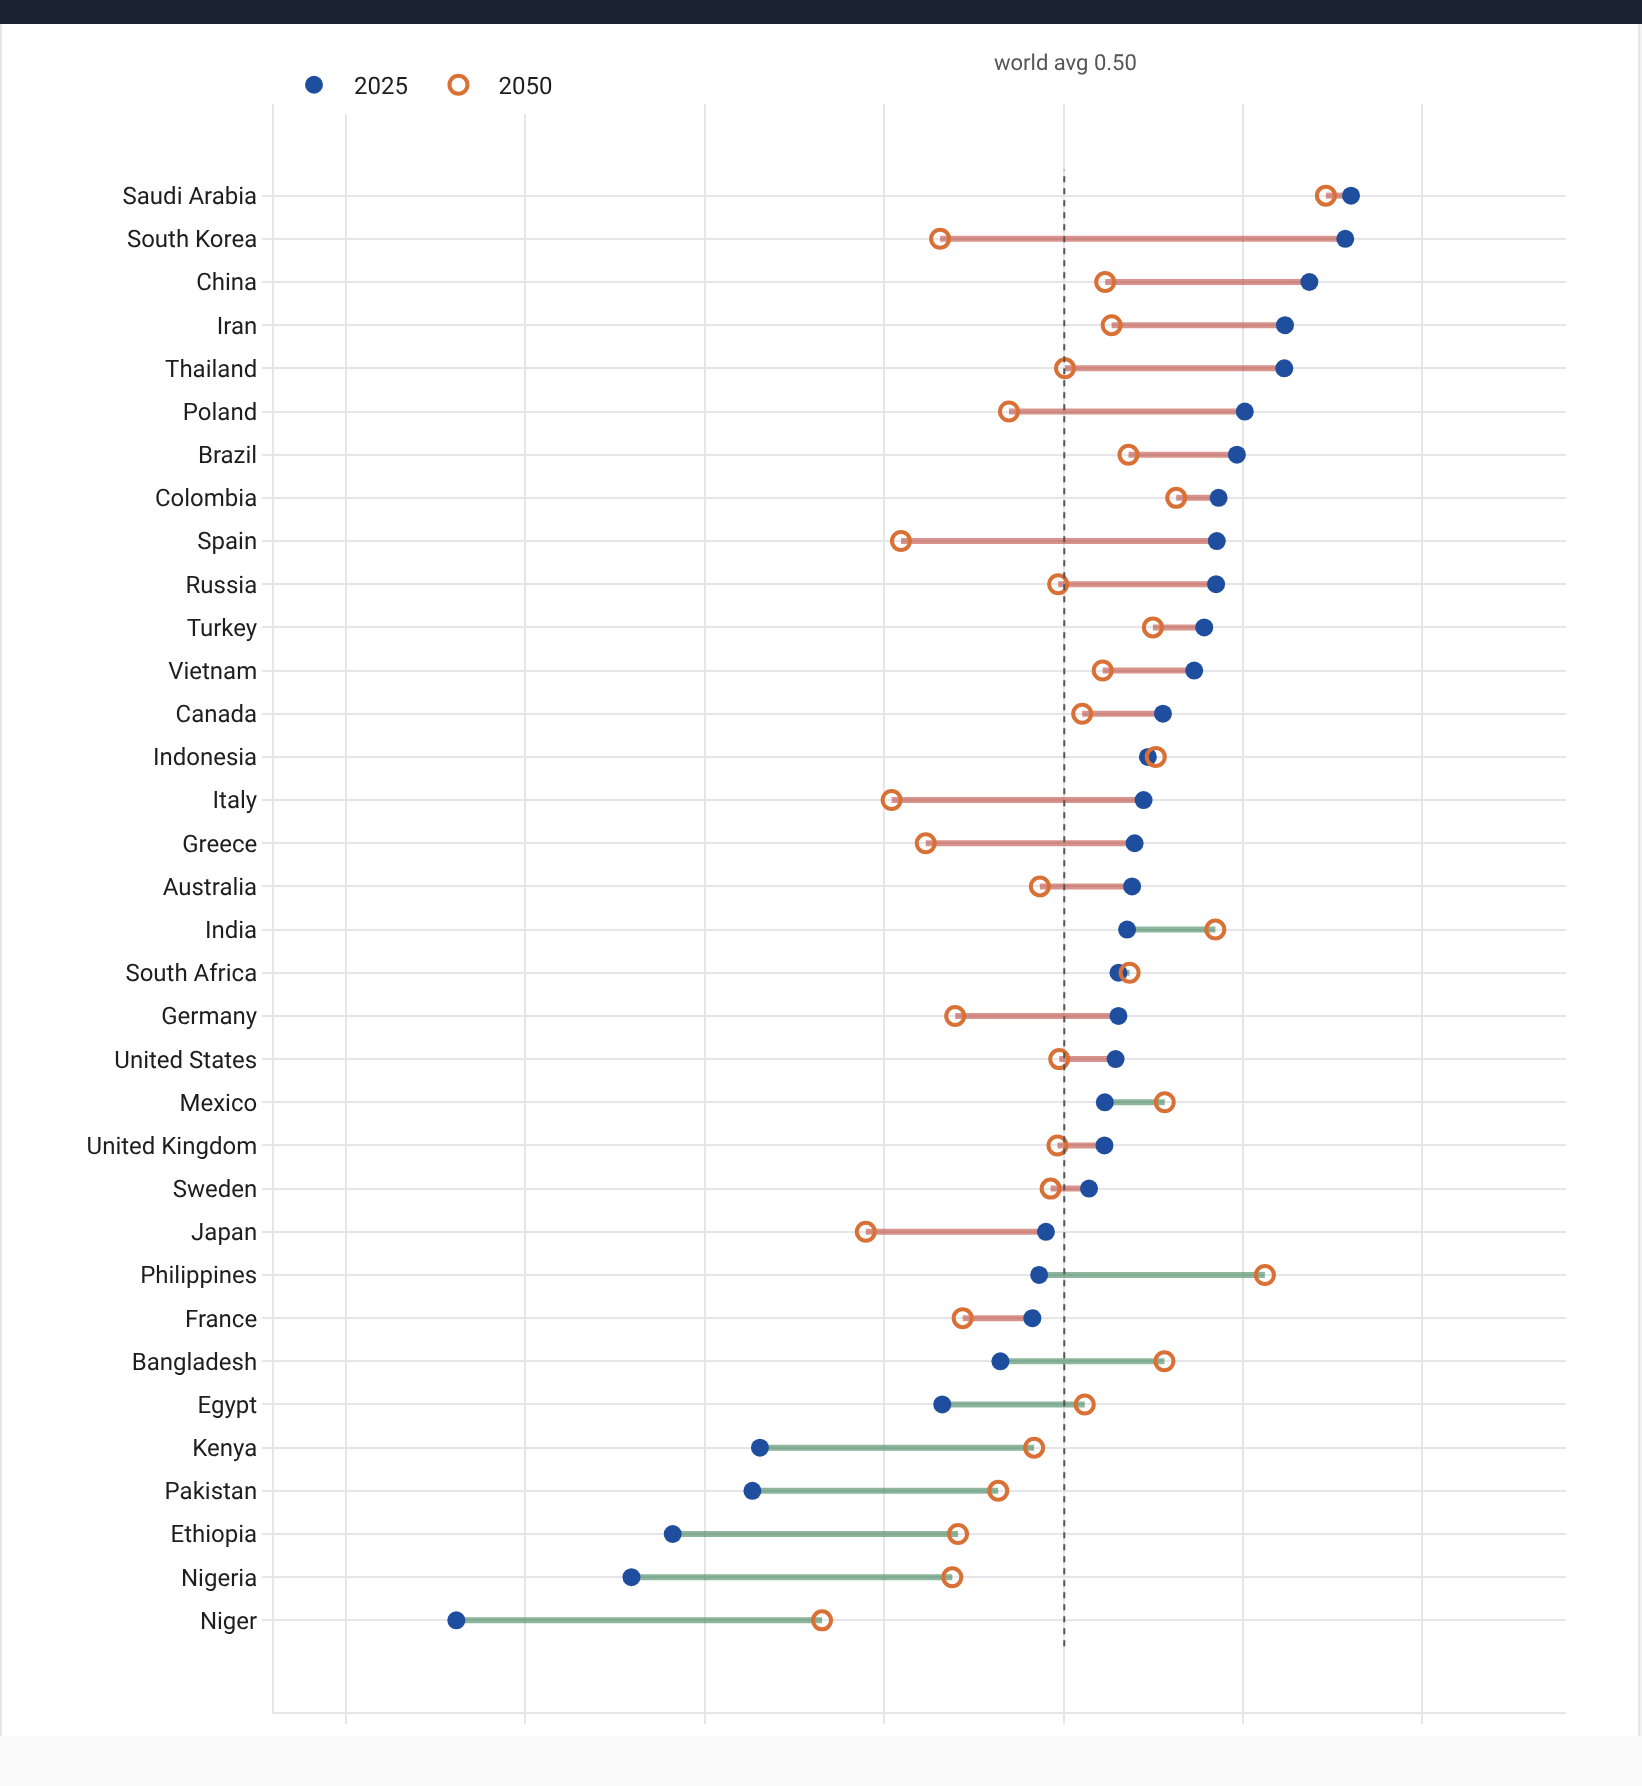 world avg 0.50
2025 2050
Saudi Arabia
South Korea
China
Iran
Thailand
Poland
Brazil
Colombia
Spain
Russia
Turkey
Vietnam
Canada
Indonesia
Italy
Greece
Australia
India
South Africa
Germany
United States
Mexico
United Kingdom
Sweden
Japan
Philippines
France
Bangladesh
Egypt
Kenya
Pakistan
Ethiopia
Nigeria
Niger